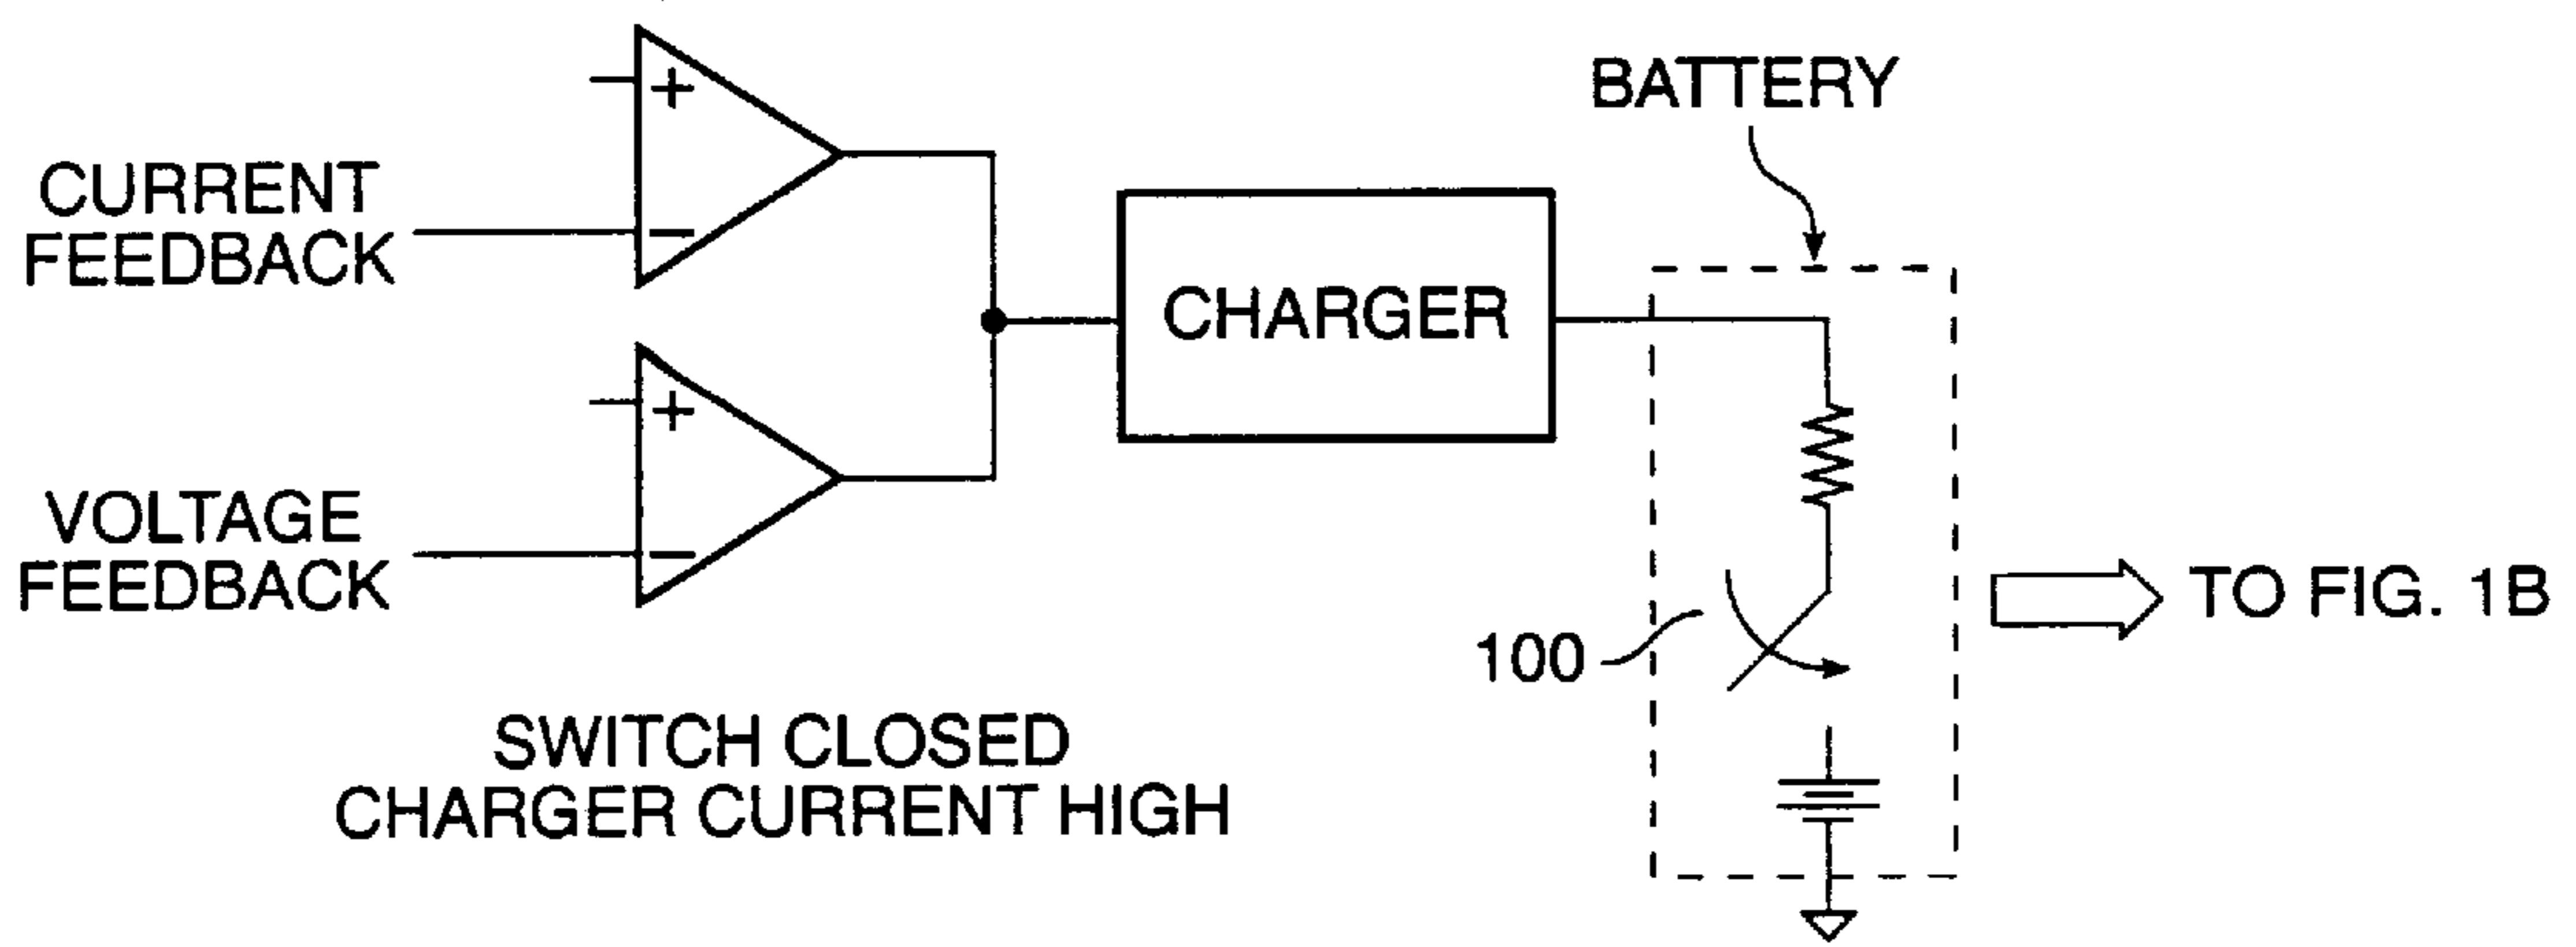 BATTERY
+
CURRENT
FEEDBACK
−
CHARGER
+
VOLTAGE
FEEDBACK
−
TO FIG. 1B
100
SWITCH CLOSED
CHARGER CURRENT HIGH